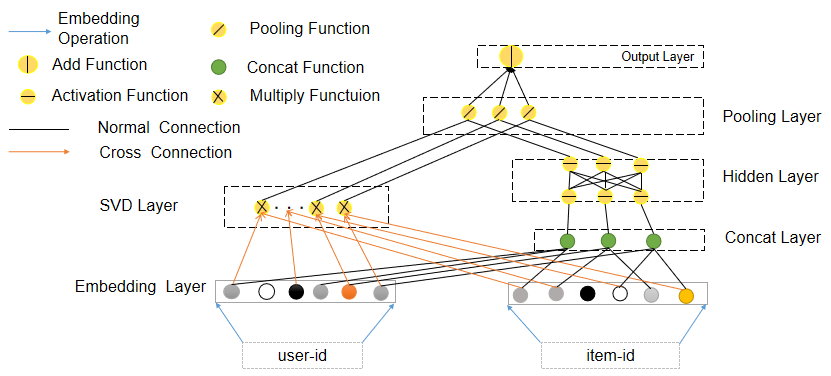 Embedding
Operation
Pooling Function
Add Function
Concat Function
Activation Function
Multiply Functuion
Normal Connection
Cross Connection
Output Layer
Pooling Layer
Hidden Layer
SVD Layer
Concat Layer
Embedding Layer
user-id
item-id